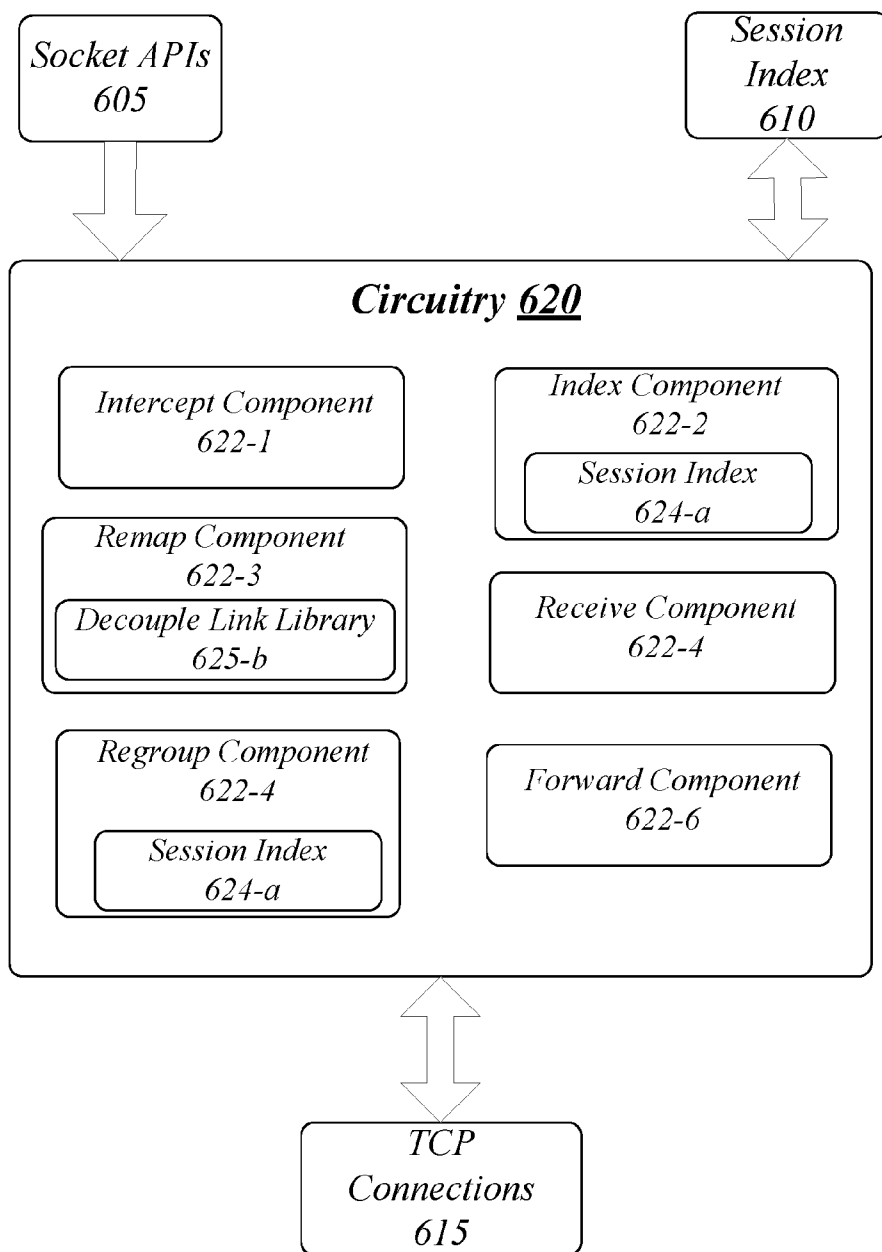 Socket APIs
605
Session
Index
610
Circuitry 620
Intercept Component
622-1
Index Component
622-2
Session Index
624-a
Remap Component
622-3
Decouple Link Library
625-b
Receive Component
622-4
Regroup Component
622-4
Session Index
624-a
Forward Component
622-6
TCP
Connections
615